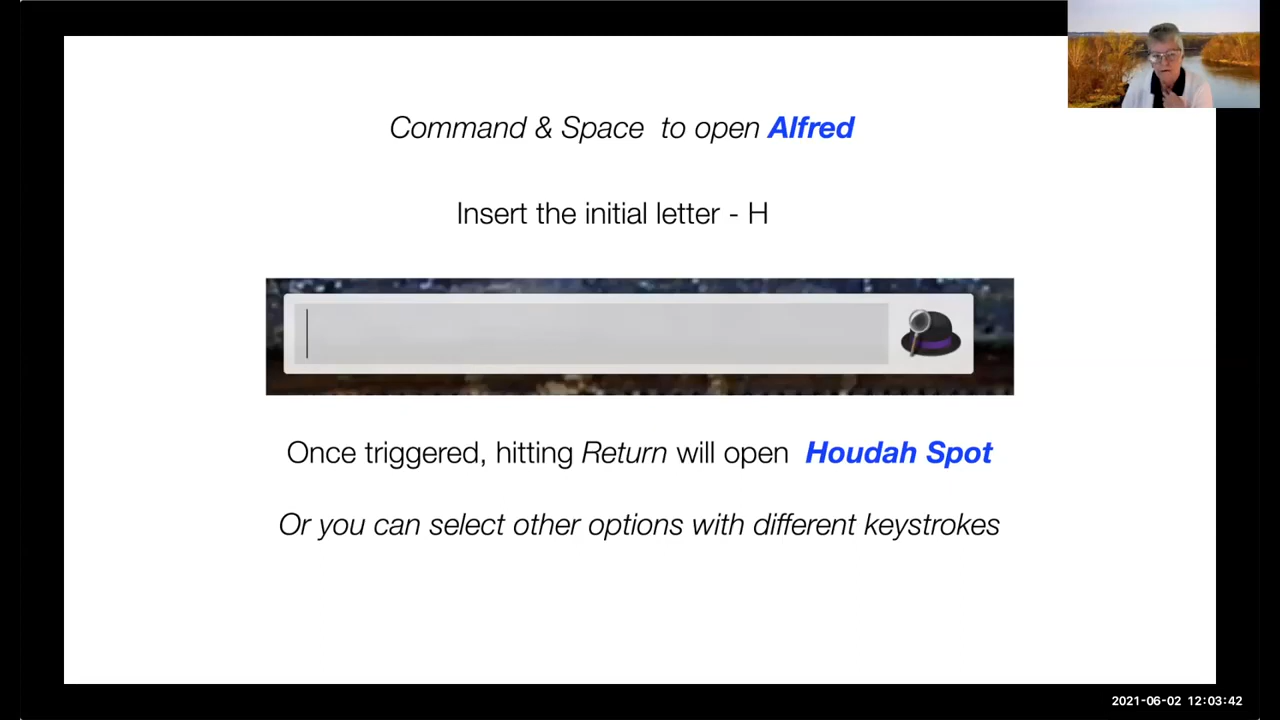 Command & Space to open Alfred
Insert the initial letter - H
Once triggered, hitting Return will open Houdah Spot
Or you can select other options with different keystrokes
2021-06-02 12:03:42